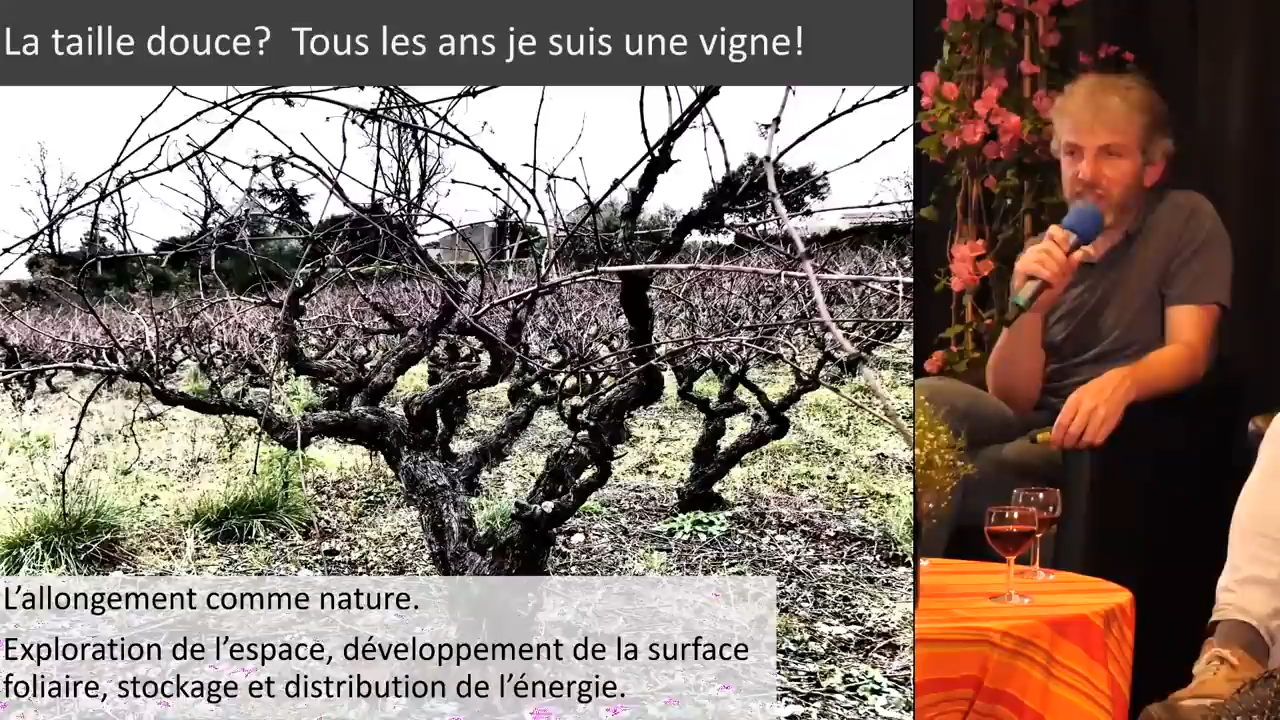 La taille douce?  Tous les ans je suis une vigne!
L’allongement comme nature.
Exploration de l’espace, développement de la surface
foliaire, stockage et distribution de l’énergie.